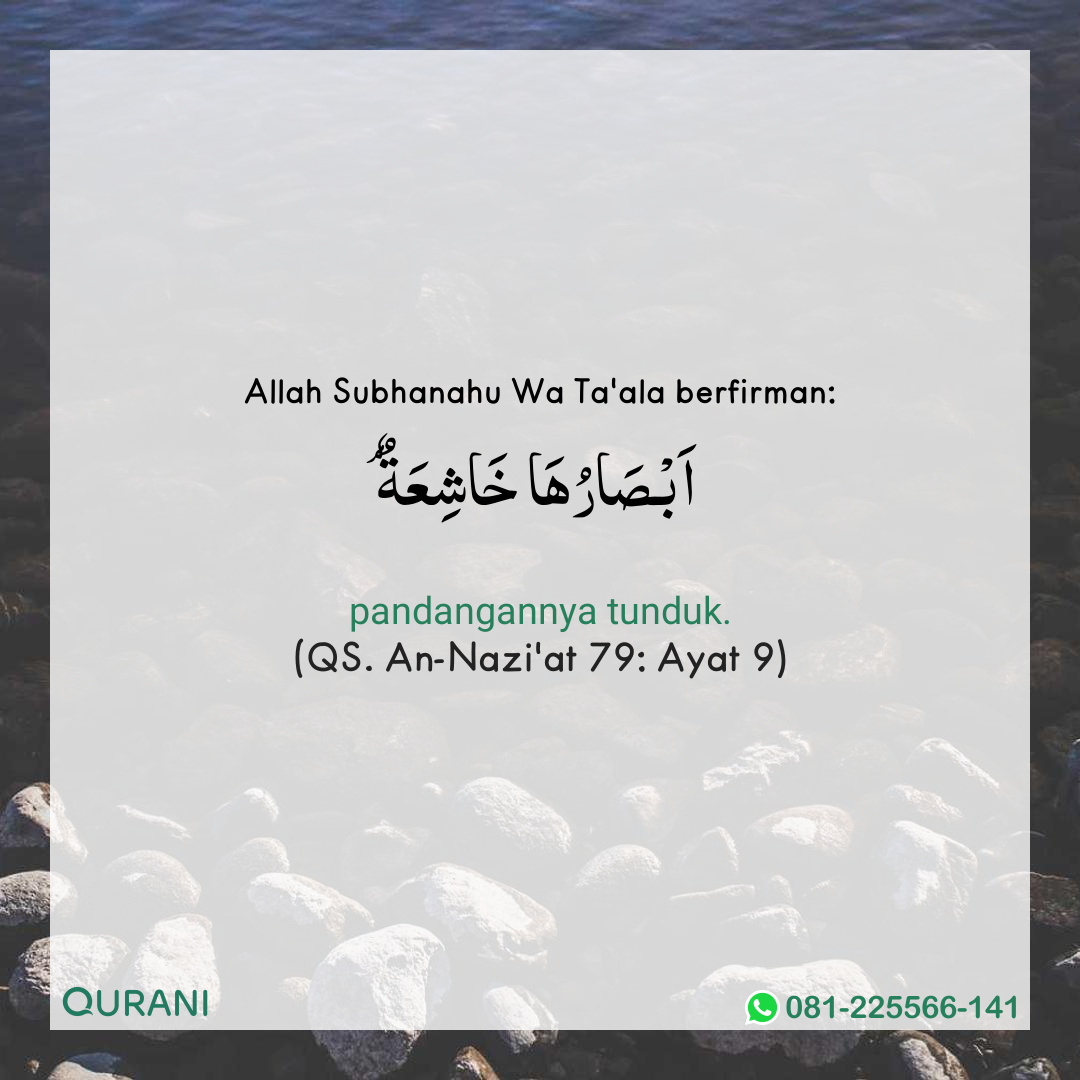 Allah Subhanahu Wa Ta'ala berfirman:
اَبْصَارُهَا خَاشِعَةٌ ۘ
pandangannya tunduk.
(QS. An-Nazi'at 79: Ayat 9)
QURANI
081-225566-141